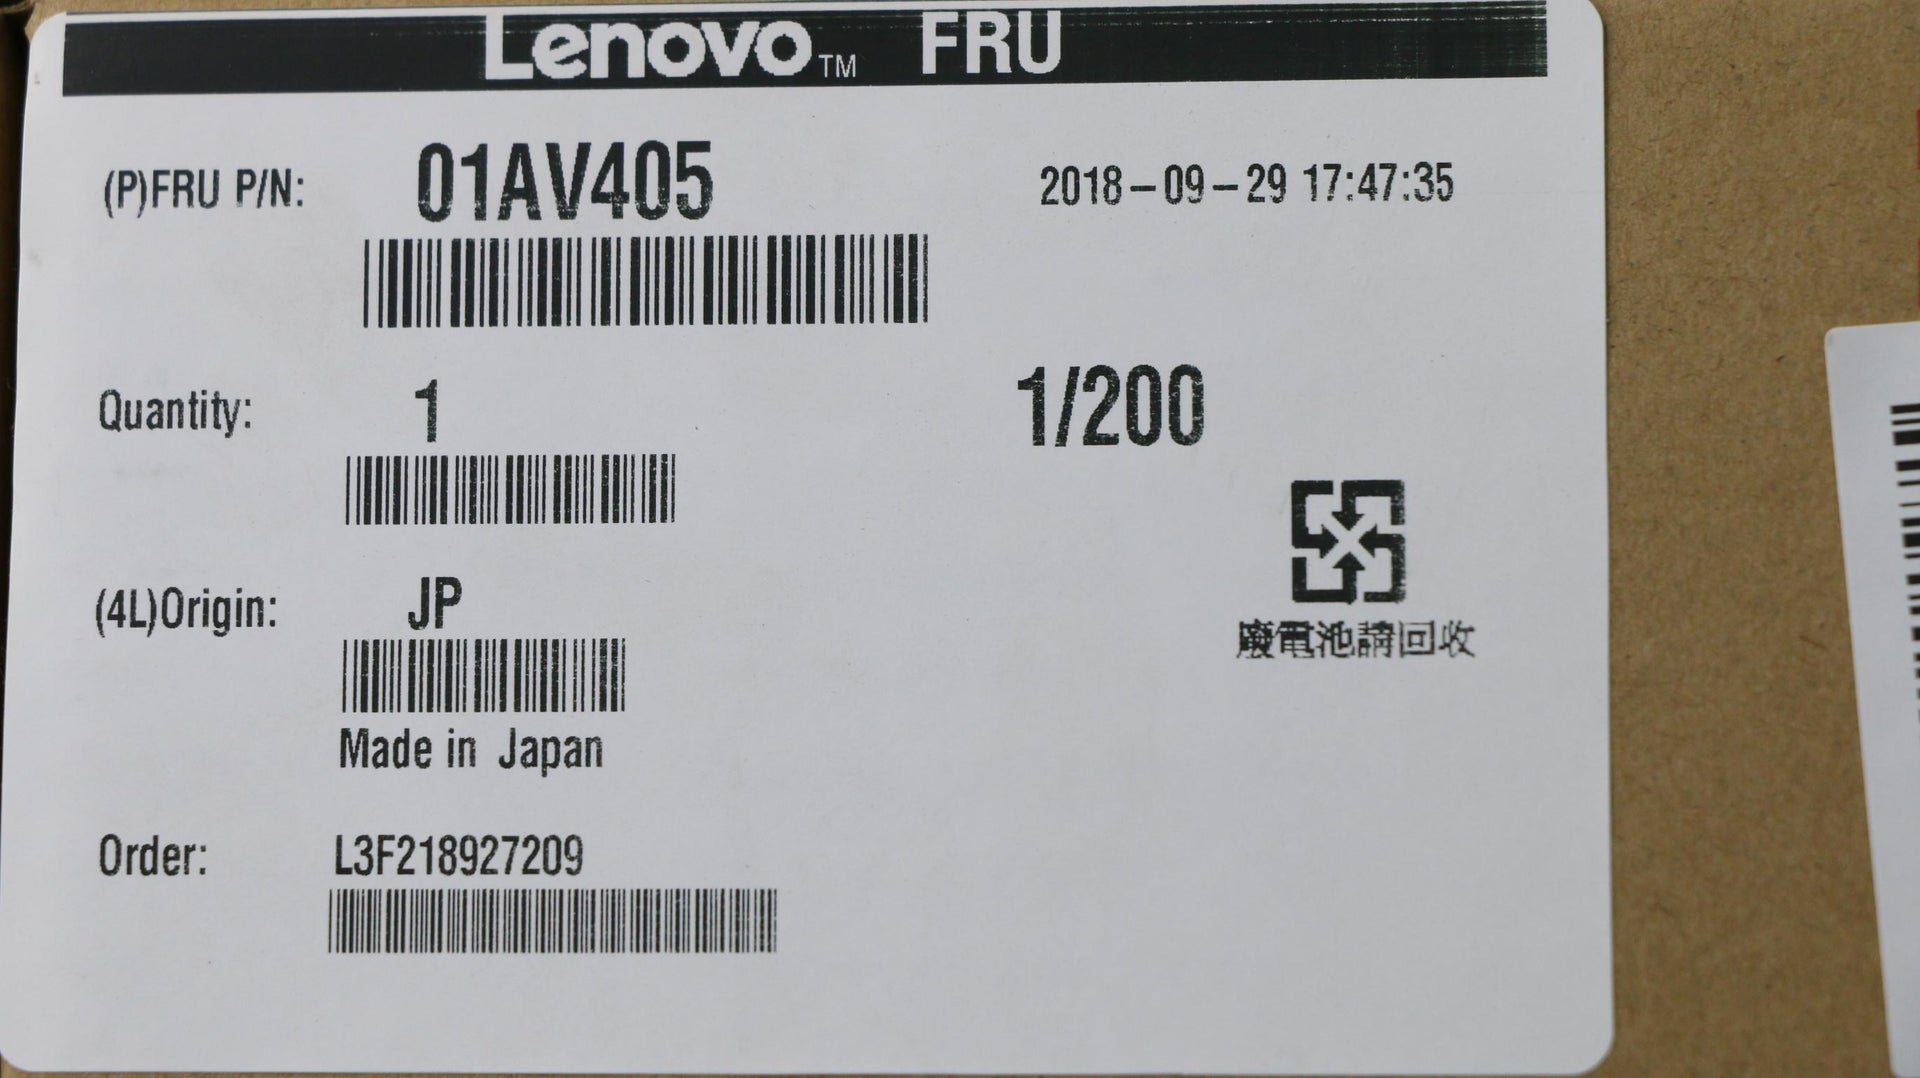 Lenovo™ FRU
(P)FRU P/N: 01AV405 2018-09-29 17:47:35
Quantity: 1 1/200
(4L)Origin: JP
廢電池請回收
Made in Japan
Order: L3F218927209